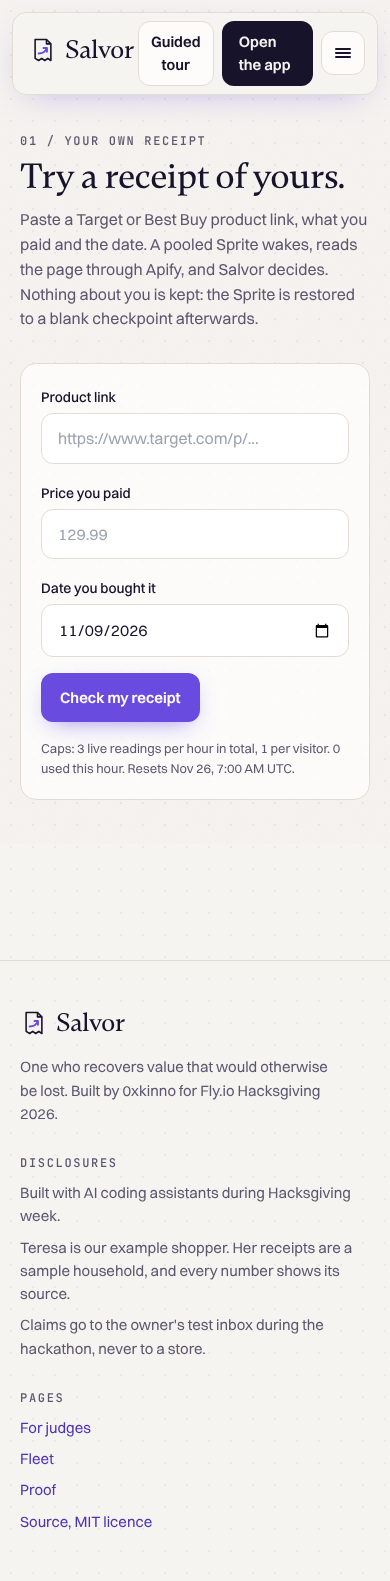 Salvor
Guided
tour
Open
the app
01 / YOUR OWN RECEIPT
Try a receipt of yours.
Paste a Target or Best Buy product link, what you
paid and the date. A pooled Sprite wakes, reads
the page through Apify, and Salvor decides.
Nothing about you is kept: the Sprite is restored
to a blank checkpoint afterwards.
Product link
https://www.target.com/p/...
Price you paid
129.99
Date you bought it
11/09/2026
Check my receipt
Caps: 3 live readings per hour in total, 1 per visitor. 0
used this hour. Resets Nov 26, 7:00 AM UTC.
Salvor
One who recovers value that would otherwise
be lost. Built by 0xkinno for Fly.io Hacksgiving
2026.
DISCLOSURES
Built with AI coding assistants during Hacksgiving
week.
Teresa is our example shopper. Her receipts are a
sample household, and every number shows its
source.
Claims go to the owner's test inbox during the
hackathon, never to a store.
PAGES
For judges
Fleet
Proof
Source, MIT licence